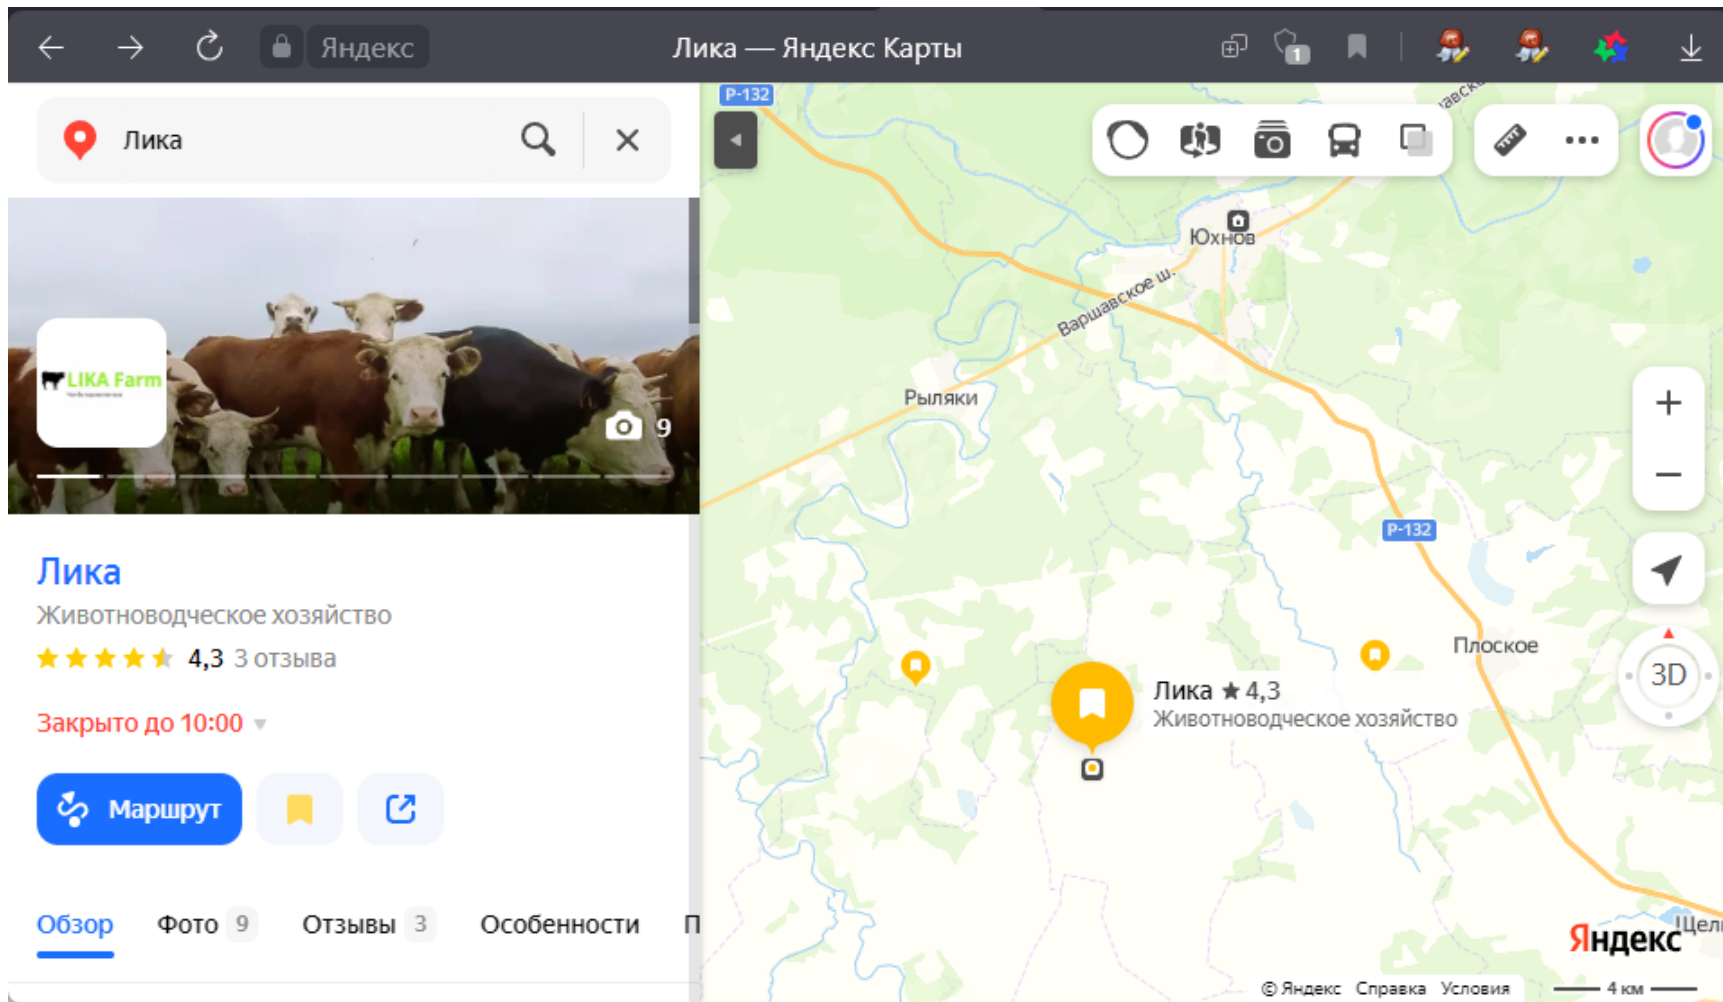 Яндекс
Лика — Яндекс Карты
1
Лика
LIKA Farm
9
Лика
Животноводческое хозяйство
4,3 3 отзыва
Закрыто до 10:00
Маршрут
Обзор
Фото 9
Отзывы 3
Особенности
П
Р-132
Юхнов
Варшавское ш.
Рыляки
Р-132
Плоское
Лика ★ 4,3
Животноводческое хозяйство
3D
Яндекс
Щел
© Яндекс Справка Условия
4 км